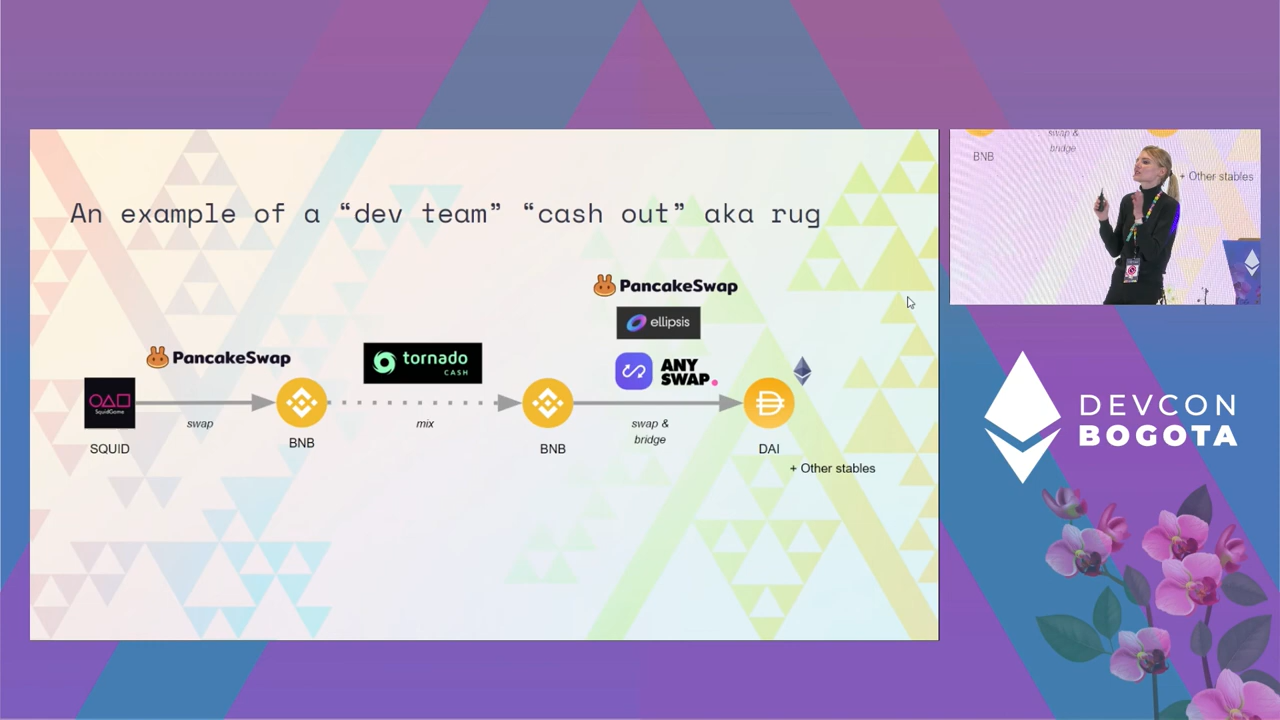 An example of a “dev team” “cash out” aka rug
PancakeSwap
ellipsis
ANY
SWAP.
PancakeSwap
tornado
CASH
SquidGame
swap
mix
swap &
bridge
SQUID
BNB
BNB
DAI
+ Other stables
swap &
bridge
BNB
+ Other stables
DEVCON
BOGOTA